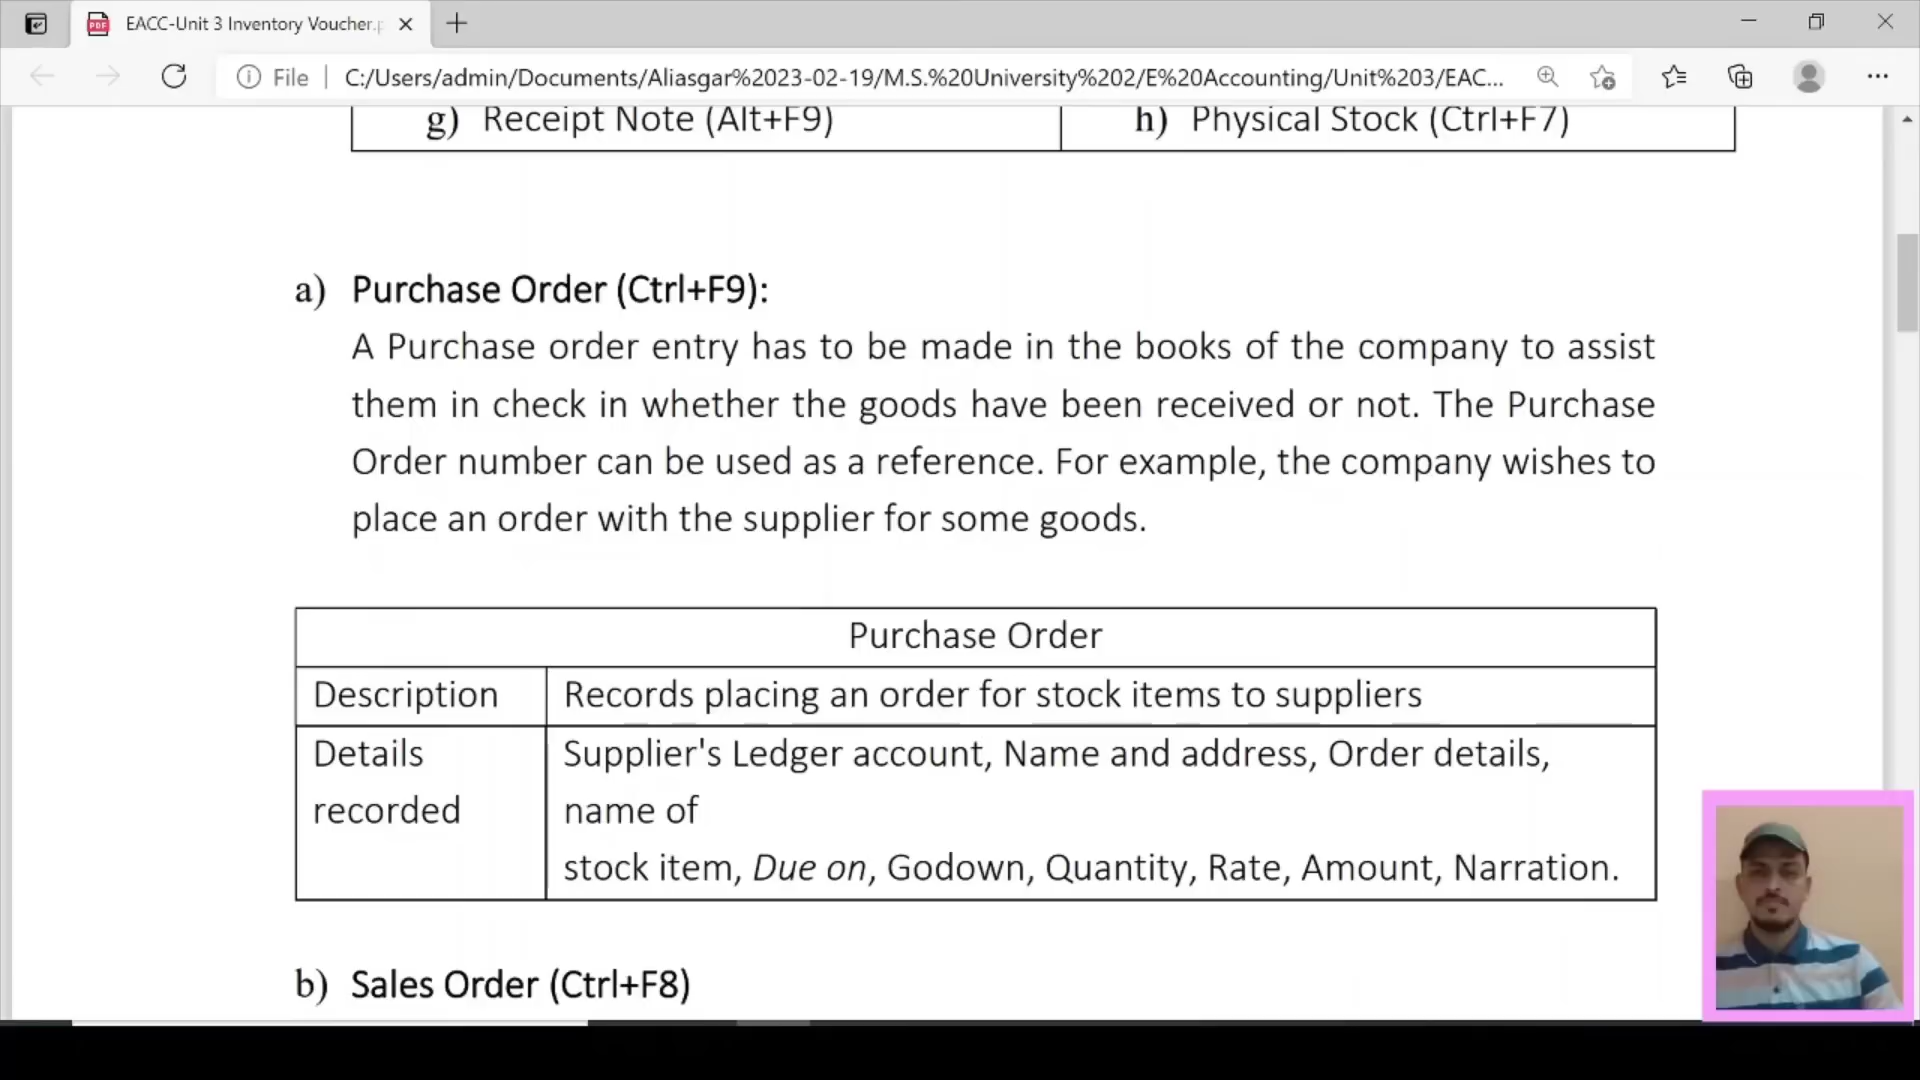 EACC-Unit 3 Inventory Voucher.p
File
C:/Users/admin/Documents/Aliasgar%2023-02-19/M.S.%20University%202/E%20Accounting/Unit%203/EAC...
g) Receipt Note (Alt+F9)
h) Physical Stock (Ctrl+F7)
a) Purchase Order (Ctrl+F9):
A Purchase order entry has to be made in the books of the company to assist
them in check in whether the goods have been received or not. The Purchase
Order number can be used as a reference. For example, the company wishes to
place an order with the supplier for some goods.
Purchase Order
Description
Records placing an order for stock items to suppliers
Details
recorded
Supplier's Ledger account, Name and address, Order details,
name of
stock item, Due on, Godown, Quantity, Rate, Amount, Narration.
b) Sales Order (Ctrl+F8)